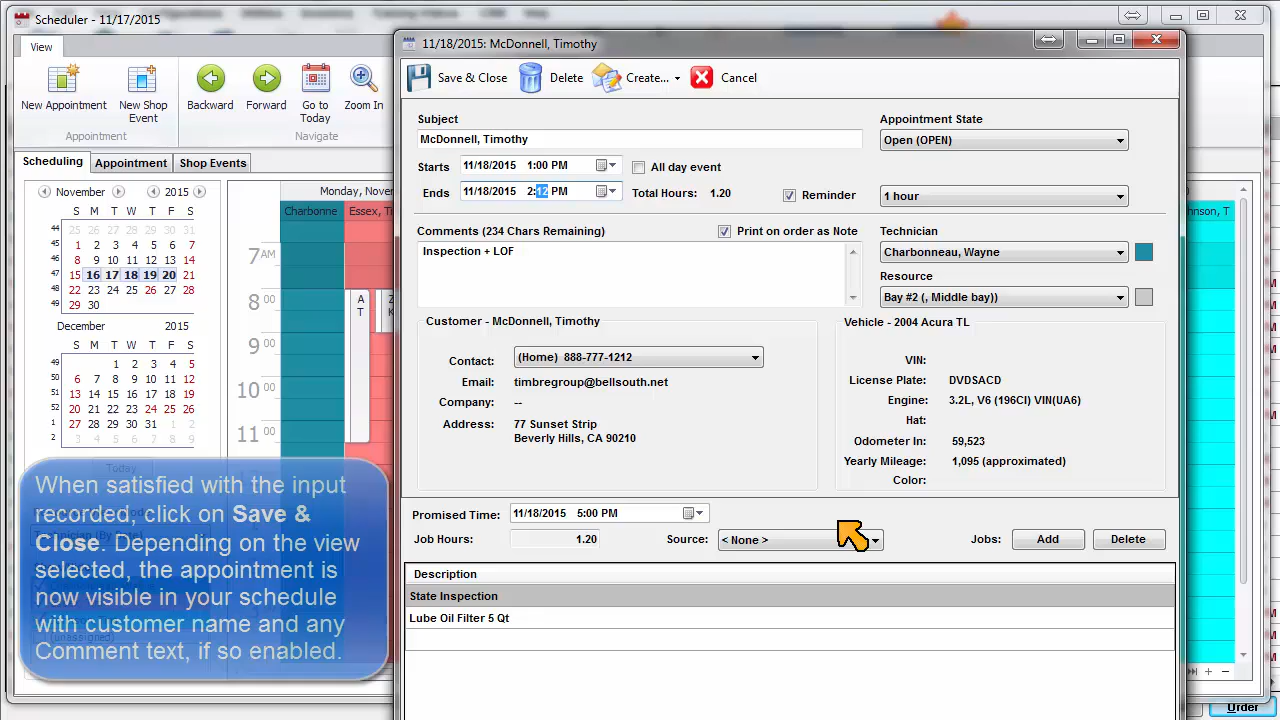 Scheduler - 11/17/2015
View
New Appointment
New Shop Event
Backward
Forward
Go to Today
Zoom In
Appointment
Navigate
Scheduling
Appointment
Shop Events
November 2015
S M T W T F S
44 25 26 27 28 29 30 31
45 1 2 3 4 5 6 7
46 8 9 10 11 12 13 14
47 15 16 17 18 19 20 21
48 22 23 24 25 26 27 28
49 29 30
December 2015
S M T W T F S
49 1 2 3 4 5
50 6 7 8 9 10 11 12
51 13 14 15 16 17 18 19
52 20 21 22 23 24 25 26
1 27 28 29 30 31 1 2
2 3 4 5 6 7 8 9
Today
Monday, Nove
Charbonne
Essex, Ti
7 AM
8 00
9 00
10 00
11 00
A
T
Z
K
When satisfied with the input
recorded, click on Save &
Close. Depending on the view
selected, the appointment is
now visible in your schedule
with customer name and any
Comment text, if so enabled.
11/18/2015: McDonnell, Timothy
Save & Close
Delete
Create...
Cancel
Subject
McDonnell, Timothy
Appointment State
Open (OPEN)
Starts 11/18/2015 1:00 PM
All day event
Ends 11/18/2015 2:12 PM
Total Hours: 1.20
Reminder
1 hour
Comments (234 Chars Remaining)
Print on order as Note
Inspection + LOF
Technician
Charbonneau, Wayne
Resource
Bay #2 (, Middle bay))
Customer - McDonnell, Timothy
Contact: (Home) 888-777-1212
Email: timbregroup@bellsouth.net
Company: --
Address: 77 Sunset Strip
Beverly Hills, CA 90210
Vehicle - 2004 Acura TL
VIN:
License Plate: DVDSACD
Engine: 3.2L, V6 (196CI) VIN(UA6)
Hat:
Odometer In: 59,523
Yearly Mileage: 1,095 (approximated)
Color:
Promised Time: 11/18/2015 5:00 PM
Job Hours: 1.20
Source: < None >
Jobs: Add Delete
Description
State Inspection
Lube Oil Filter 5 Qt
hnson, T
Order